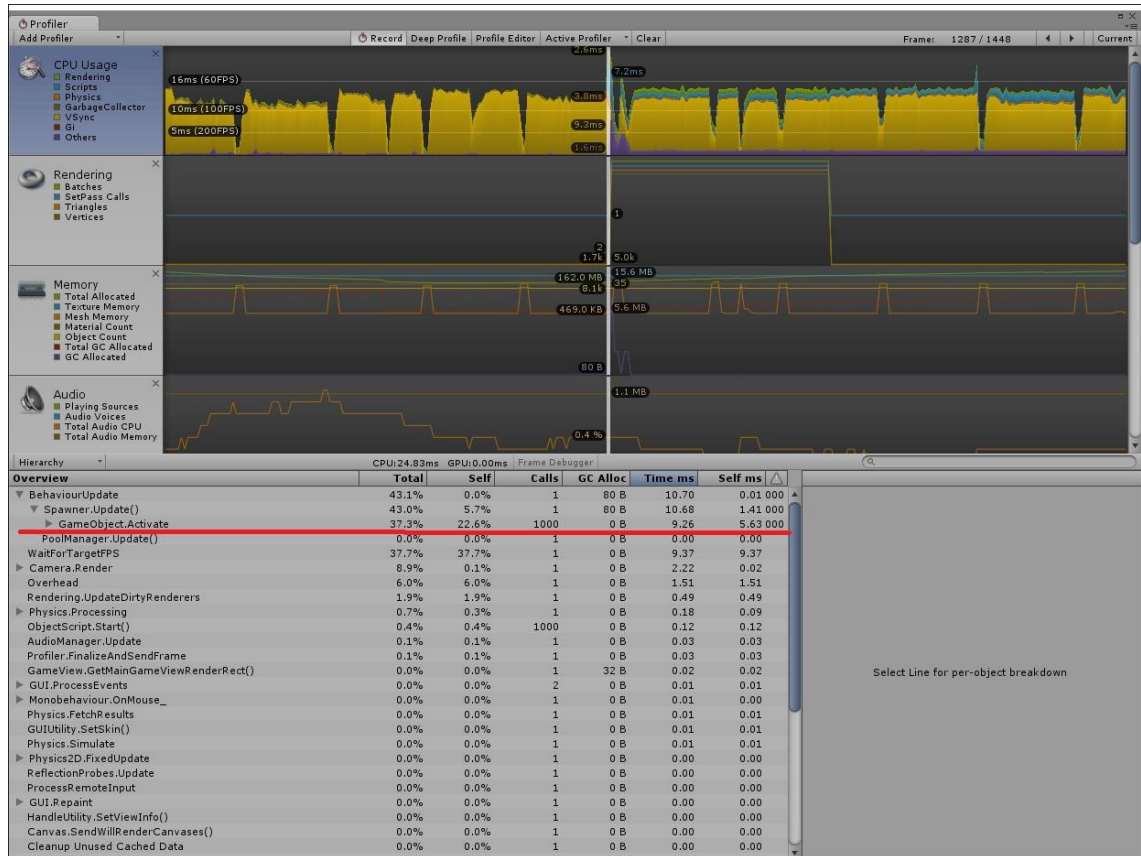 Profiler
Add Profiler Record Deep Profile Profile Editor Active Profiler Clear Frame: 1287 / 1448 Current
CPU Usage
Rendering
Scripts
Physics
GarbageCollector
VSync
Gi
Others
16ms (60FPS)
10ms (100FPS)
5ms (200FPS)
2.6ms
7.2ms
3.8ms
9.3ms
1.6ms
Rendering
Batches
SetPass Calls
Triangles
Vertices
1
2
1.7k 5.0k
Memory
Total Allocated
Texture Memory
Mesh Memory
Material Count
Object Count
Total GC Allocated
GC Allocated
162.0 MB 15.6 MB
8.1k 35
469.0 KB 5.6 MB
80 B
Audio
Playing Sources
Audio Voices
Total Audio CPU
Total Audio Memory
1.1 MB
0.4 %
Hierarchy CPU:24.83ms GPU:0.00ms Frame Debugger
Overview Total Self Calls GC Alloc Time ms Self ms
BehaviourUpdate 43.1% 0.0% 1 80 B 10.70 0.01 000
Spawner.Update() 43.0% 5.7% 1 80 B 10.68 1.41 000
GameObject.Activate 37.3% 22.6% 1000 0 B 9.26 5.63 000
PoolManager.Update() 0.0% 0.0% 1 0 B 0.00 0.00
WaitForTargetFPS 37.7% 37.7% 1 0 B 9.37 9.37
Camera.Render 8.9% 0.1% 1 0 B 2.22 0.02
Overhead 6.0% 6.0% 1 0 B 1.51 1.51
Rendering.UpdateDirtyRenderers 1.9% 1.9% 1 0 B 0.49 0.49
Physics.Processing 0.7% 0.3% 1 0 B 0.18 0.09
ObjectScript.Start() 0.4% 0.4% 1000 0 B 0.12 0.12
AudioManager.Update 0.1% 0.1% 1 0 B 0.03 0.03
Profiler.FinalizeAndSendFrame 0.1% 0.1% 1 0 B 0.03 0.03
GameView.GetMainGameViewRenderRect() 0.0% 0.0% 1 32 B 0.02 0.02
GUI.ProcessEvents 0.0% 0.0% 2 0 B 0.01 0.01
Monobehaviour.OnMouse_ 0.0% 0.0% 1 0 B 0.01 0.00
Physics.FetchResults 0.0% 0.0% 1 0 B 0.01 0.01
GUIUtility.SetSkin() 0.0% 0.0% 1 0 B 0.01 0.01
Physics.Simulate 0.0% 0.0% 1 0 B 0.01 0.01
Physics2D.FixedUpdate 0.0% 0.0% 1 0 B 0.00 0.00
ReflectionProbes.Update 0.0% 0.0% 1 0 B 0.00 0.00
ProcessRemoteInput 0.0% 0.0% 1 0 B 0.00 0.00
GUI.Repaint 0.0% 0.0% 1 0 B 0.00 0.00
HandleUtility.SetViewInfo() 0.0% 0.0% 1 0 B 0.00 0.00
Canvas.SendWillRenderCanvases() 0.0% 0.0% 1 0 B 0.00 0.00
Cleanup Unused Cached Data 0.0% 0.0% 1 0 B 0.00 0.00
Select Line for per-object breakdown